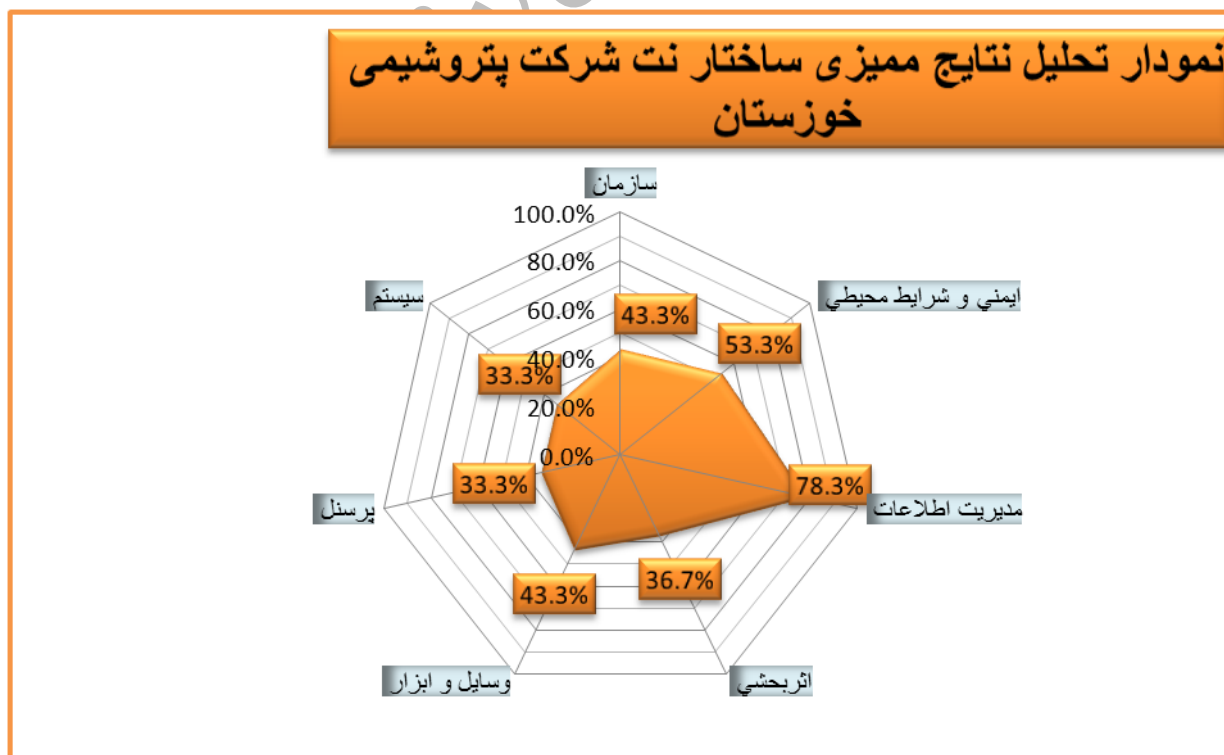 نمودار تحلیل نتایج ممیزی ساختار نت شرکت پتروشیمی
خوزستان
سازمان
100.0%
80.0%
60.0%
40.0%
20.0%
0.0%
43.3%
ايمني و شرايط محيطي
53.3%
مديريت اطلاعات
78.3%
اثربخشي
36.7%
وسايل و ابزار
43.3%
پرسنل
33.3%
سيستم
33.3%